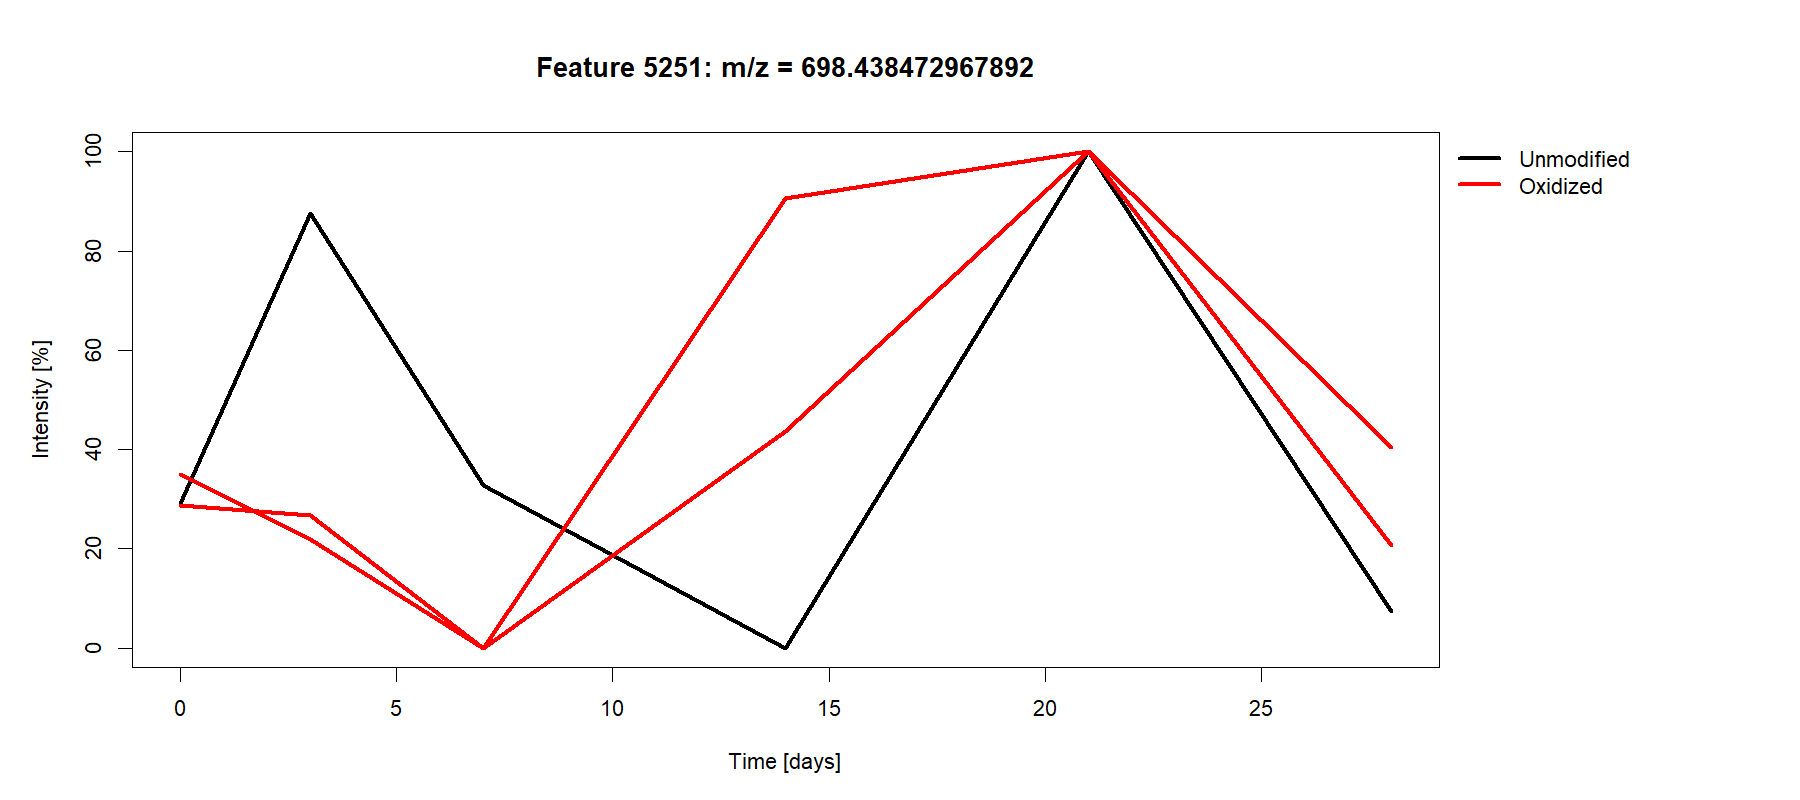 Feature 5251: m/z = 698.438472967892
Unmodified
Oxidized
Intensity [%]
100
80
60
40
20
0
0 5 10 15 20 25
Time [days]